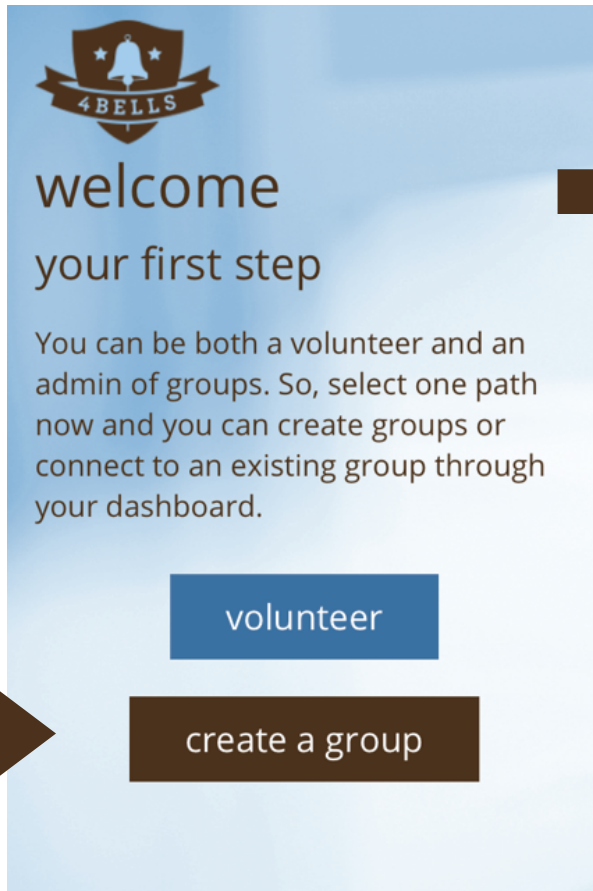 4BELLS
welcome
your first step
You can be both a volunteer and an
admin of groups. So, select one path
now and you can create groups or
connect to an existing group through
your dashboard.
volunteer
create a group